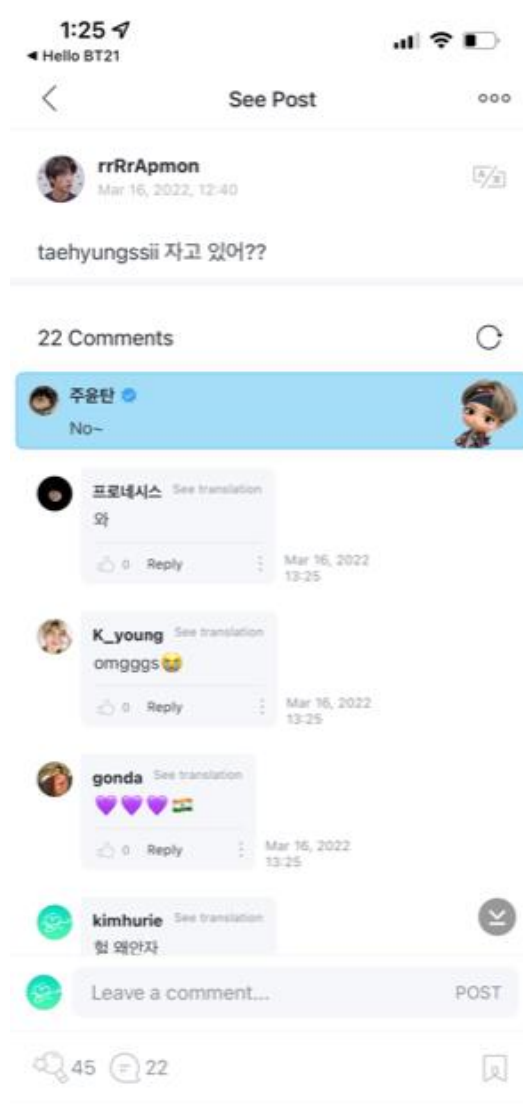 1:25
◀ Hello BT21
See Post
rrRrApmon
Mar 16, 2022, 12:40
taehyungssii 자고 있어??
22 Comments
주윤탄
No~
프로네시스 See translation
와
0 Reply
Mar 16, 2022
13:25
K_young See translation
omgggs😭
0 Reply
Mar 16, 2022
13:25
gonda See translation
💜💜💜🇮🇳
0 Reply
Mar 16, 2022
13:25
kimhurie See translation
헐 왜안자
Leave a comment...
POST
45
22